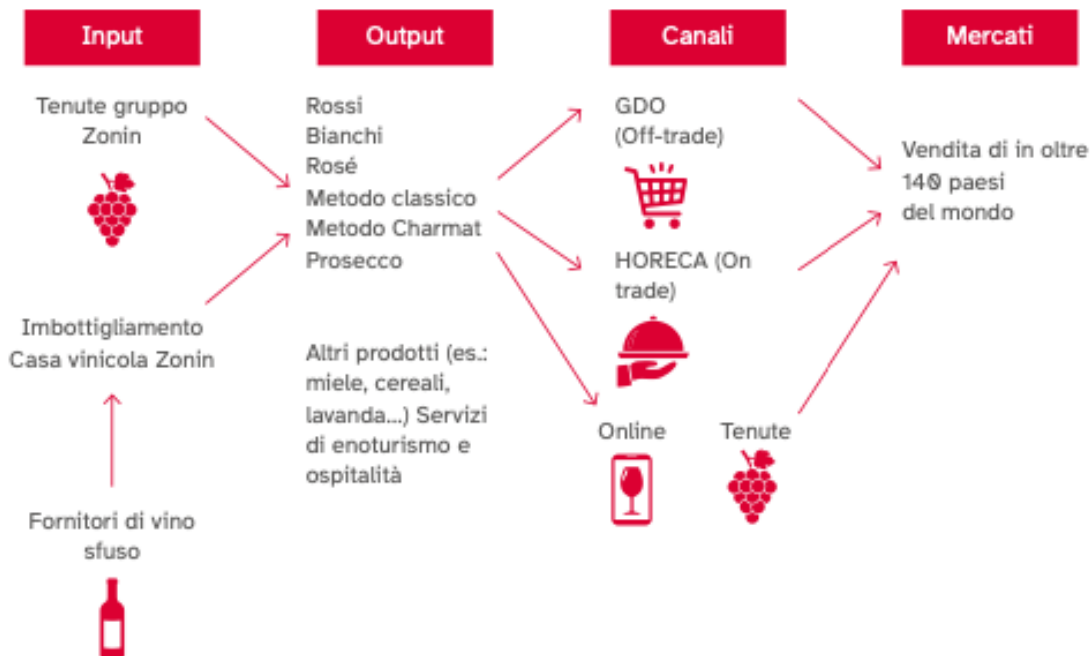 Input
Tenute gruppo
Zonin
Imbottigliamento
Casa vinicola Zonin
Fornitori di vino
sfuso
Output
Rossi
Bianchi
Rosé
Metodo classico
Metodo Charmat
Prosecco
Altri prodotti (es.:
miele, cereali,
lavanda...) Servizi
di enoturismo e
ospitalità
Canali
GDO
(Off-trade)
HORECA (On
trade)
Online
Tenute
Mercati
Vendita di in oltre
140 paesi
del mondo